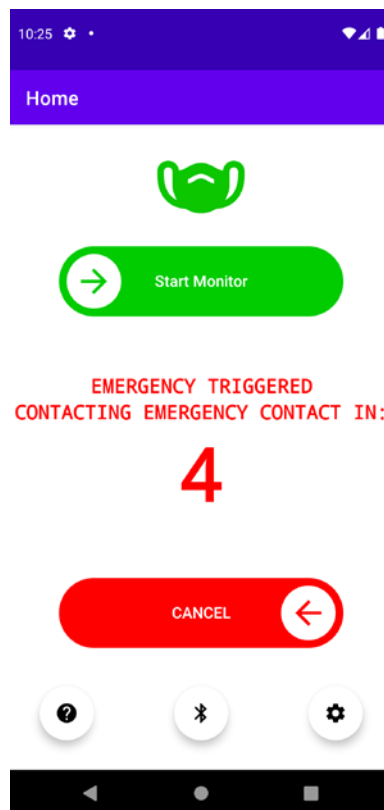 10:25
Home
Start Monitor
EMERGENCY TRIGGERED
CONTACTING EMERGENCY CONTACT IN:
4
CANCEL